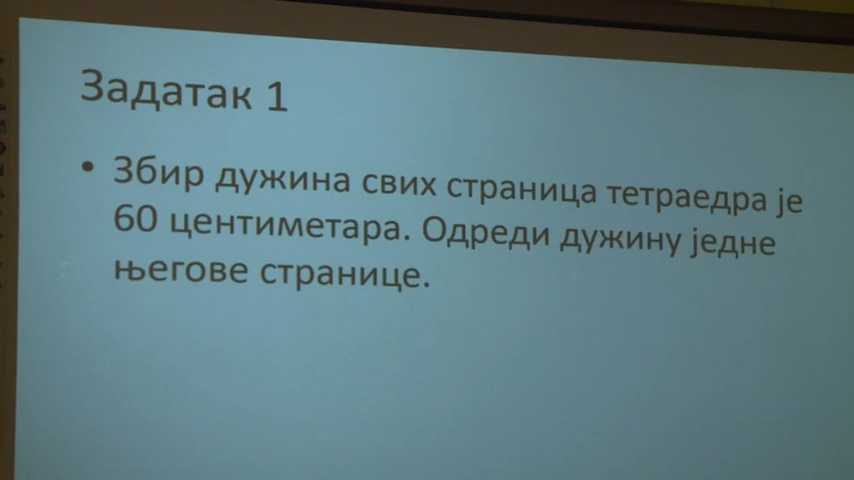 Задатак 1
• Збир дужина свих страница тетраедра је
60 центиметара. Одреди дужину једне
његове странице.